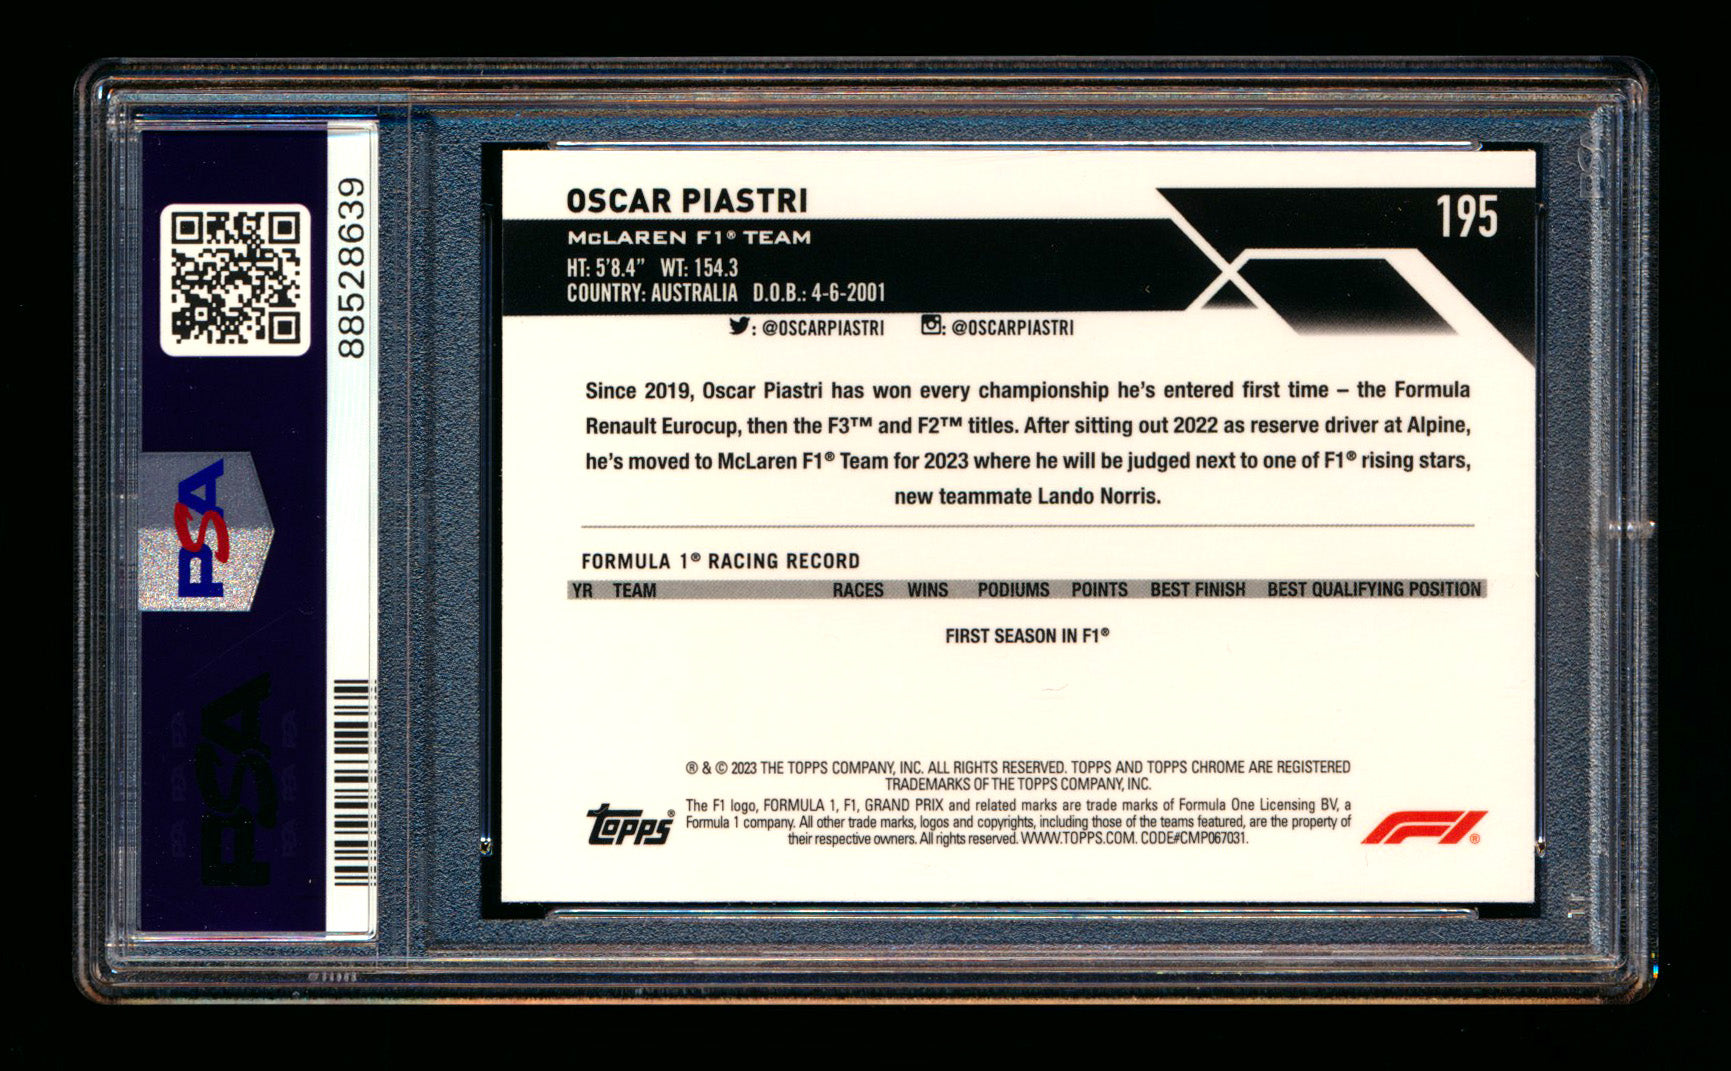 88528639
PSA
PSA
OSCAR PIASTRI
195
McLAREN F1® TEAM
HT: 5'8.4" WT: 154.3
COUNTRY: AUSTRALIA D.O.B.: 4-6-2001
: @OSCARPIASTRI : @OSCARPIASTRI
Since 2019, Oscar Piastri has won every championship he's entered first time – the Formula
Renault Eurocup, then the F3™ and F2™ titles. After sitting out 2022 as reserve driver at Alpine,
he's moved to McLaren F1® Team for 2023 where he will be judged next to one of F1® rising stars,
new teammate Lando Norris.
FORMULA 1® RACING RECORD
YR TEAM RACES WINS PODIUMS POINTS BEST FINISH BEST QUALIFYING POSITION
FIRST SEASON IN F1®
® & © 2023 THE TOPPS COMPANY, INC. ALL RIGHTS RESERVED. TOPPS AND TOPPS CHROME ARE REGISTERED
TRADEMARKS OF THE TOPPS COMPANY, INC.
The F1 logo, FORMULA 1, F1, GRAND PRIX and related marks are trade marks of Formula One Licensing BV, a
Formula 1 company. All other trade marks, logos and copyrights, including those of the teams featured, are the property of
their respective owners. All rights reserved. WWW.TOPPS.COM. CODE#CMP067031.
Topps®
F1®